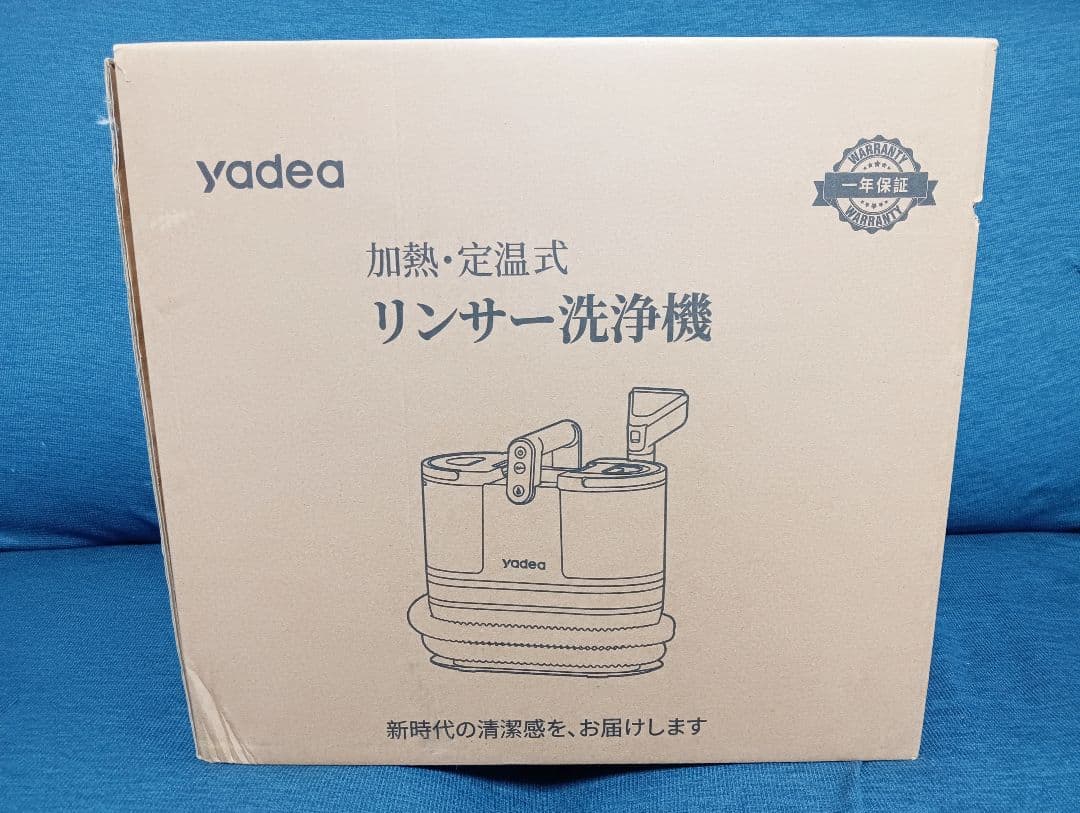 yadea
WARRANTY
一年保証
WARRANTY
加熱・定温式
リンサー洗浄機
yadea
新時代の清潔感を、お届けします